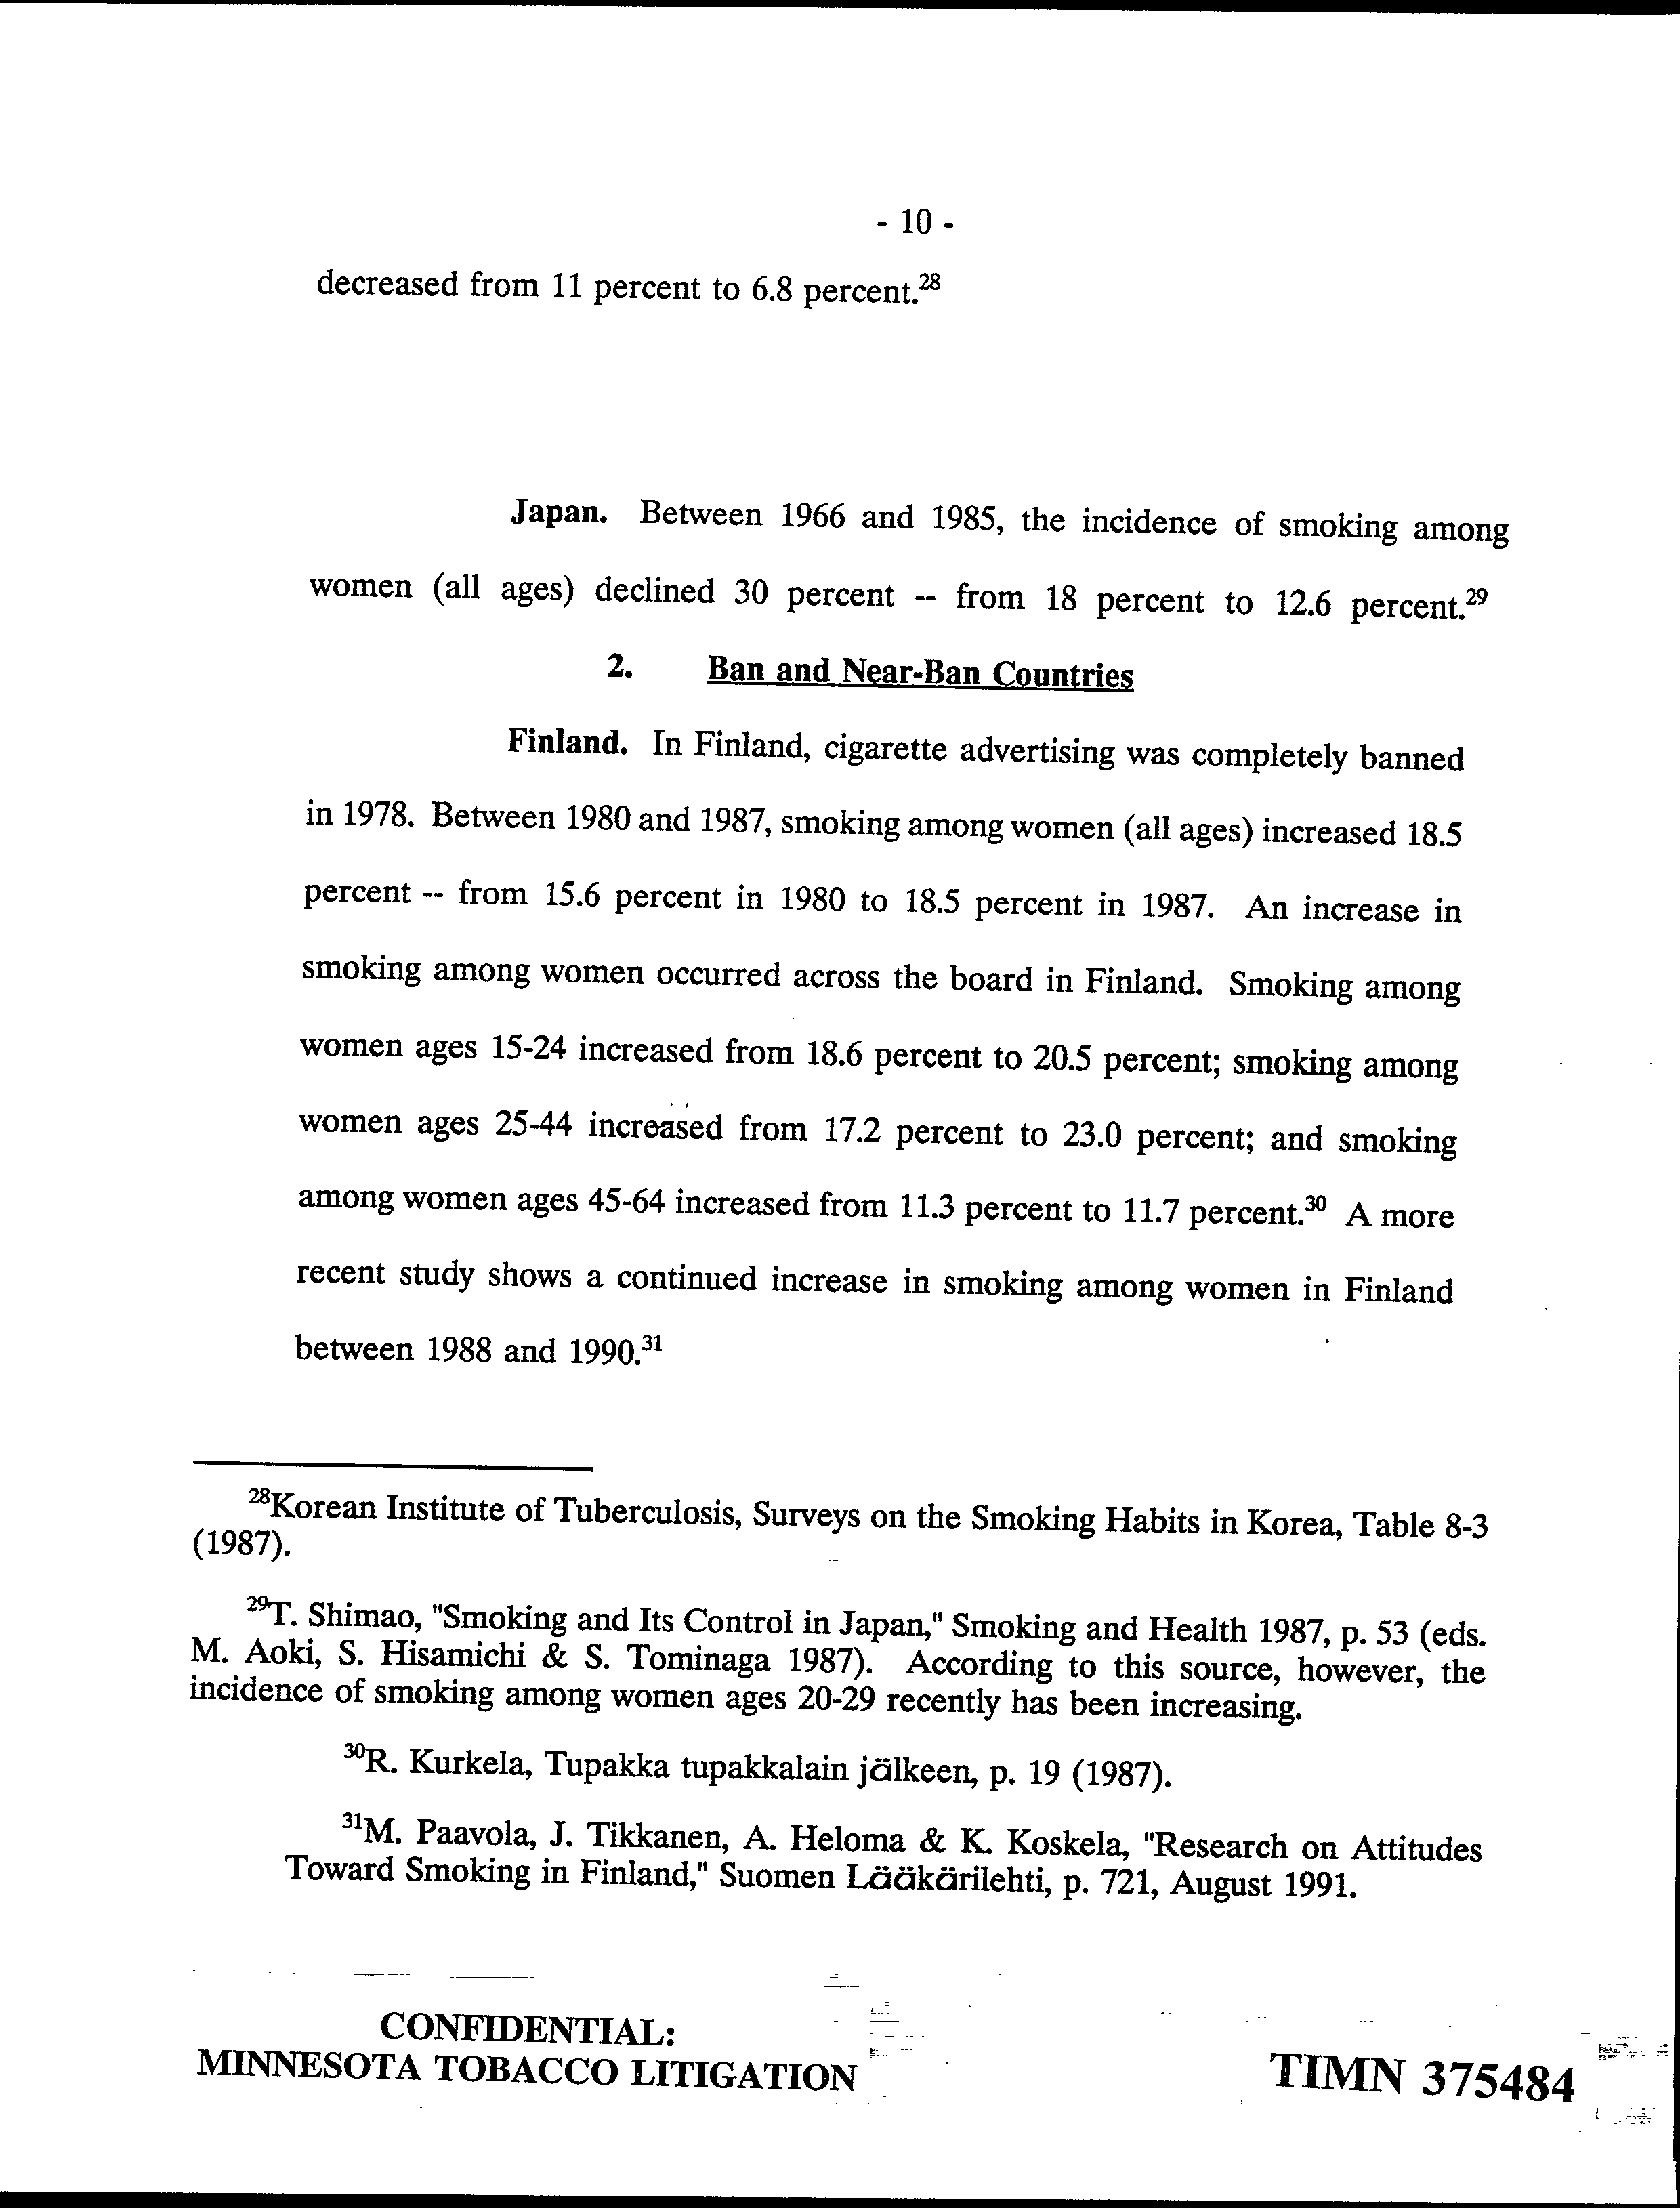 - 10 -
decreased from 11 percent to 6.8 percent.28
Japan. Between 1966 and 1985, the incidence of smoking among
women (all ages) declined 30 percent -- from 18 percent to 12.6 percent.29
2. Ban and Near-Ban Countries
Finland. In Finland, cigarette advertising was completely banned
in 1978. Between 1980 and 1987, smoking among women (all ages) increased 18.5
percent -- from 15.6 percent in 1980 to 18.5 percent in 1987. An increase in
smoking among women occurred across the board in Finland. Smoking among
women ages 15-24 increased from 18.6 percent to 20.5 percent; smoking among
women ages 25-44 increased from 17.2 percent to 23.0 percent; and smoking
among women ages 45-64 increased from 11.3 percent to 11.7 percent.30 A more
recent study shows a continued increase in smoking among women in Finland
between 1988 and 1990.31
28Korean Institute of Tuberculosis, Surveys on the Smoking Habits in Korea, Table 8-3
(1987).
29T. Shimao, "Smoking and Its Control in Japan," Smoking and Health 1987, p. 53 (eds.
M. Aoki, S. Hisamichi & S. Tominaga 1987). According to this source, however, the
incidence of smoking among women ages 20-29 recently has been increasing.
30R. Kurkela, Tupakka tupakkalain jälkeen, p. 19 (1987).
31M. Paavola, J. Tikkanen, A. Heloma & K. Koskela, "Research on Attitudes
Toward Smoking in Finland," Suomen Lääkärilehti, p. 721, August 1991.
CONFIDENTIAL:
MINNESOTA TOBACCO LITIGATION
TIMN 375484